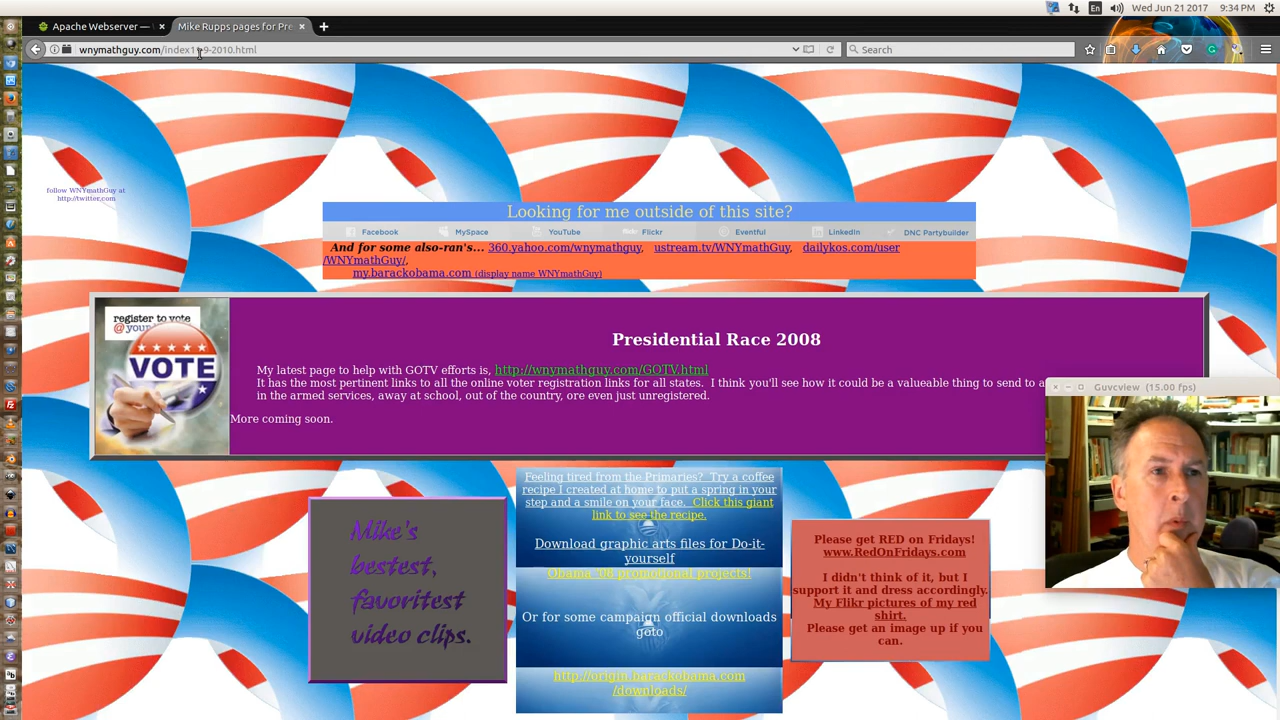 Wed Jun 21 2017 9:34 PM
En
Apache Webserver —
Mike Rupps pages for Pre
wnymathguy.com/index11-9-2010.html
Search
follow WNYmathGuy at
http://twitter.com
Looking for me outside of this site?
Facebook MySpace YouTube Flickr Eventful LinkedIn DNC Partybuilder
And for some also-ran's... 360.yahoo.com/wnymathguy, ustream.tv/WNYMathGuy, dailykos.com/user
/WNYMathGuy/,
my.barackobama.com (display name WNYmathGuy)
register to vote
@your
VOTE
Presidential Race 2008
My latest page to help with GOTV efforts is, http://wnymathguy.com/GOTV.html
It has the most pertinent links to all the online voter registration links for all states. I think you'll see how it could be a valueable thing to send to
in the armed services, away at school, out of the country, ore even just unregistered.
More coming soon.
Guvcview (15.00 fps)
Mike's
bestest,
favoritest
video clips.
Feeling tired from the Primaries? Try a coffee
recipe I created at home to put a spring in your
step and a smile on your face. Click this giant
link to see the recipe.
Download graphic arts files for Do-it-
yourself
Obama '08 promotional projects!
Or for some campaign official downloads
goto
http://origin.barackobama.com
/downloads/
Please get RED on Fridays!
www.RedOnFridays.com
I didn't think of it, but I
support it and dress accordingly.
My Flikr pictures of my red
shirt.
Please get an image up if you
can.